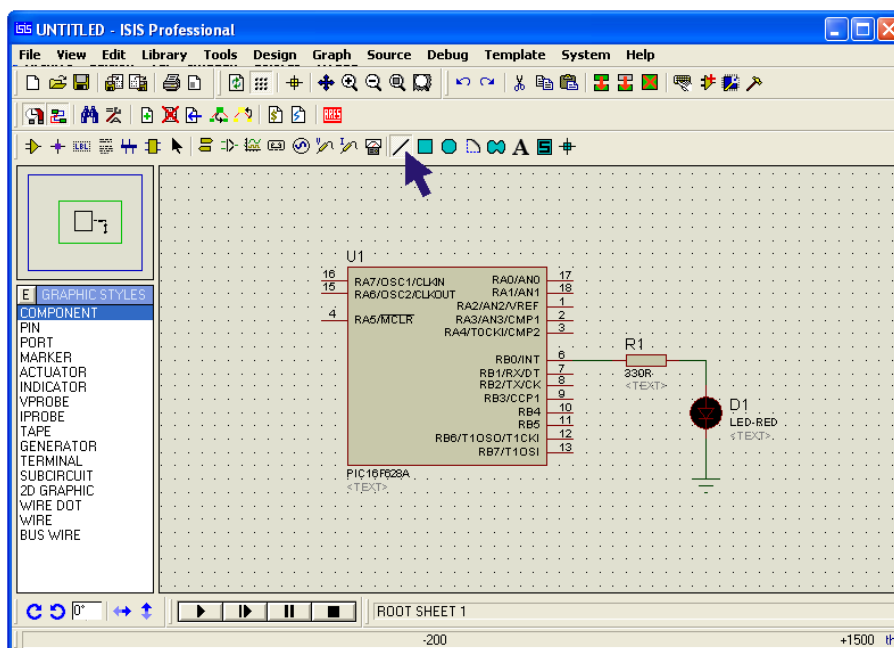 UNTITLED - ISIS Professional
File View Edit Library Tools Design Graph Source Debug Template System Help
LBL
A
S
E GRAPHIC STYLES
COMPONENT
PIN
PORT
MARKER
ACTUATOR
INDICATOR
VPROBE
IPROBE
TAPE
GENERATOR
TERMINAL
SUBCIRCUIT
2D GRAPHIC
WIRE DOT
WIRE
BUS WIRE
U1
16 RA7/OSC1/CLKIN RA0/AN0 17
15 RA6/OSC2/CLKOUT RA1/AN1 18
RA2/AN2/VREF 1
4 RA5/MCLR RA3/AN3/CMP1 2
RA4/T0CKI/CMP2 3
RB0/INT 6
RB1/RX/DT 7
RB2/TX/CK 8
RB3/CCP1 9
RB4 10
RB5 11
RB6/T1OSO/T1CKI 12
RB7/T1OSI 13
PIC16F628A
<TEXT>
R1
330R
<TEXT>
D1
LED-RED
<TEXT>
0°
ROOT SHEET 1
-200
+1500 th